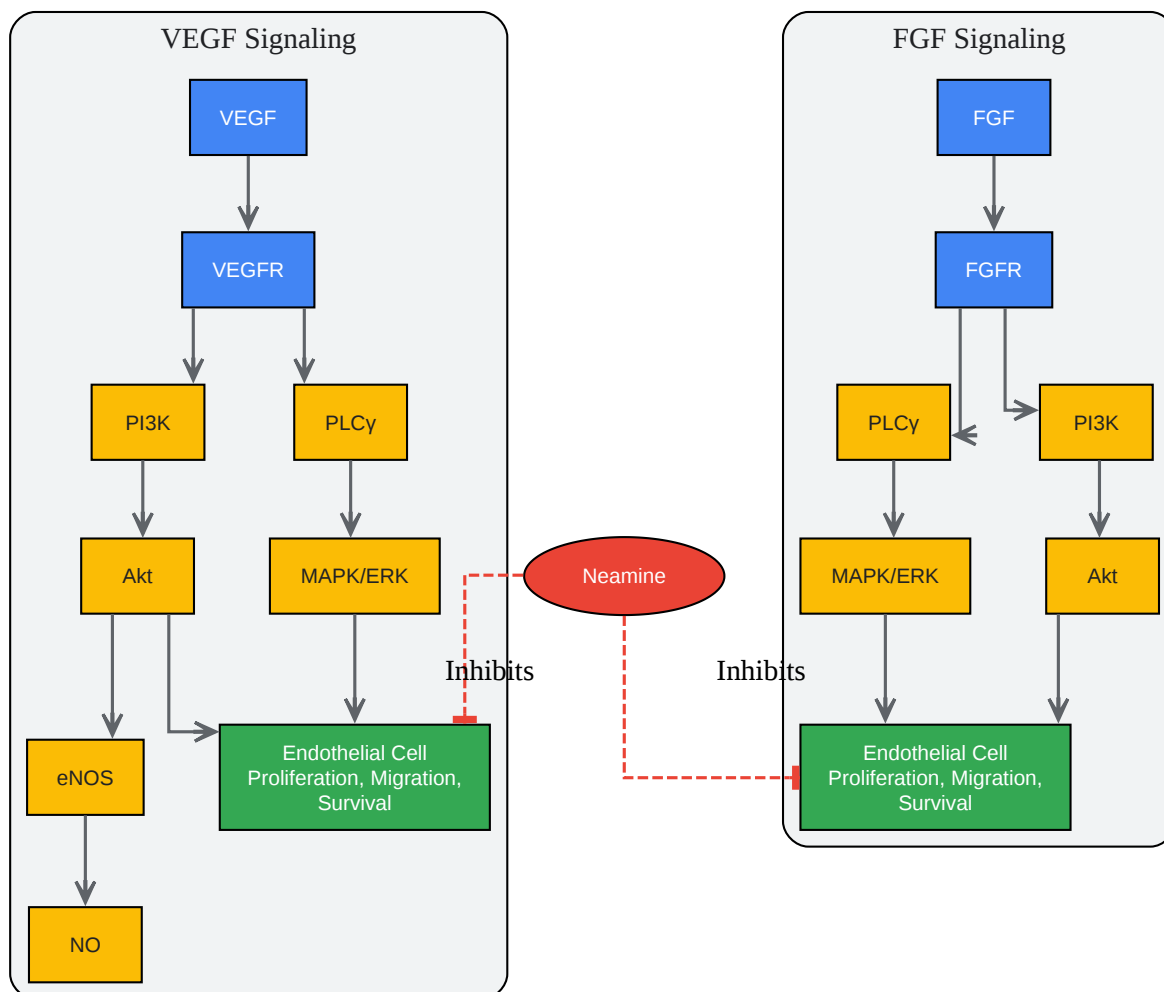 VEGF Signaling
VEGF
VEGFR
PI3K
PLCγ
Akt
MAPK/ERK
eNOS
Endothelial Cell
Proliferation, Migration,
Survival
NO
Neamine
Inhibits
Inhibits
FGF Signaling
FGF
FGFR
PLCγ
PI3K
MAPK/ERK
Akt
Endothelial Cell
Proliferation, Migration,
Survival